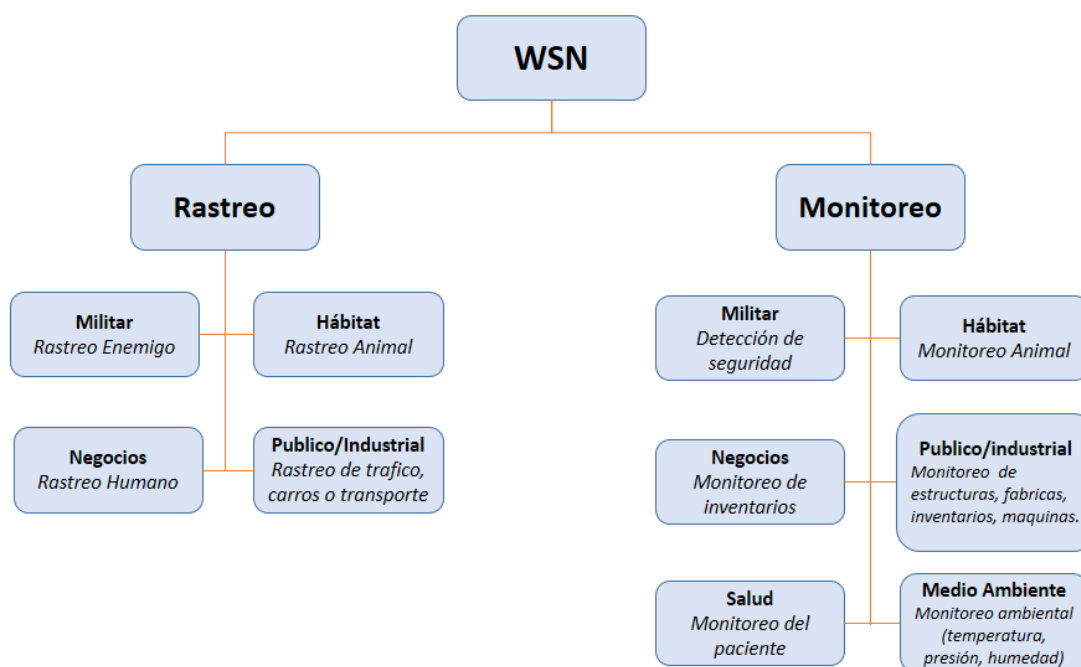 WSN
Rastreo
Monitoreo
Militar
Rastreo Enemigo
Hábitat
Rastreo Animal
Negocios
Rastreo Humano
Publico/Industrial
Rastreo de trafico,
carros o transporte
Militar
Detección de
seguridad
Hábitat
Monitoreo Animal
Negocios
Monitoreo de
inventarios
Publico/industrial
Monitoreo de
estructuras, fabricas,
inventarios, maquinas.
Salud
Monitoreo del
paciente
Medio Ambiente
Monitoreo ambiental
(temperatura,
presión, humedad)